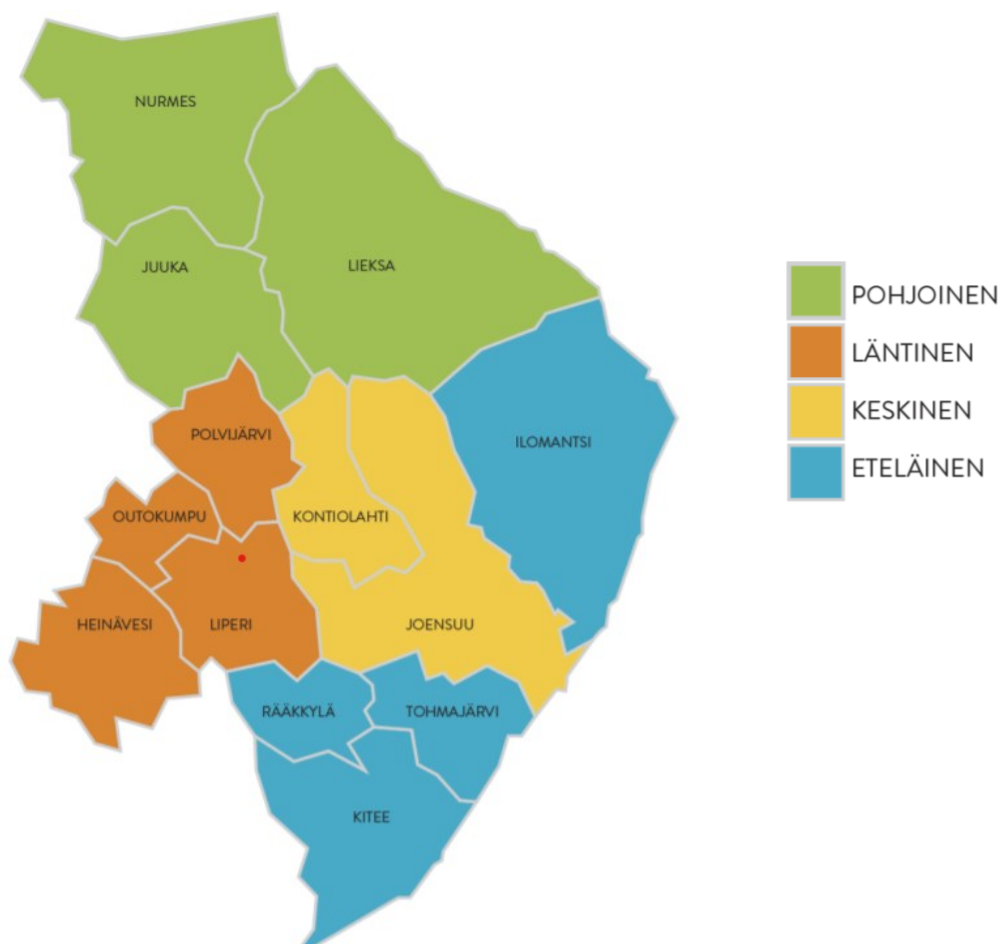 NURMES
JUUKA
LIEKSA
POLVIJÄRVI
ILOMANTSI
OUTOKUMPU
KONTIOLAHTI
HEINÄVESI
LIPERI
JOENSUU
RÄÄKKYLÄ
TOHMAJÄRVI
KITEE
POHJOINEN
LÄNTINEN
KESKINEN
ETELÄINEN